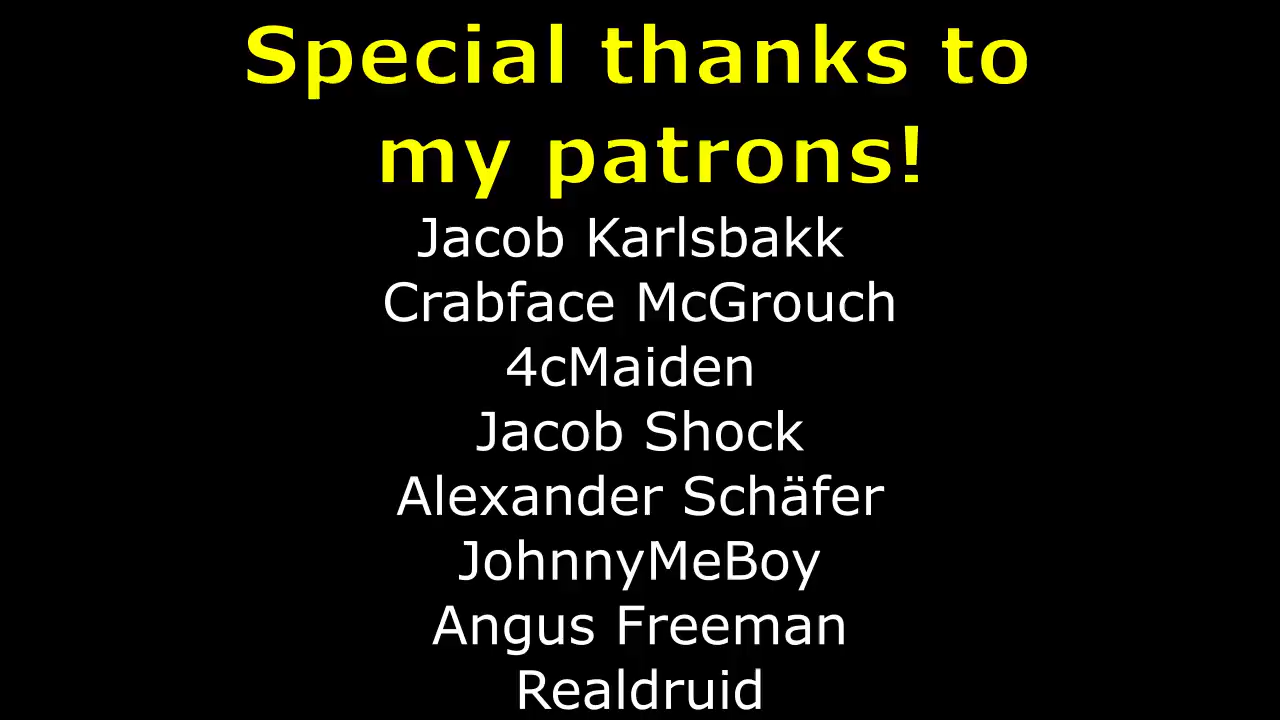 Special thanks to
my patrons!
Jacob Karlsbakk
Crabface McGrouch
4cMaiden
Jacob Shock
Alexander Schäfer
JohnnyMeBoy
Angus Freeman
Realdruid